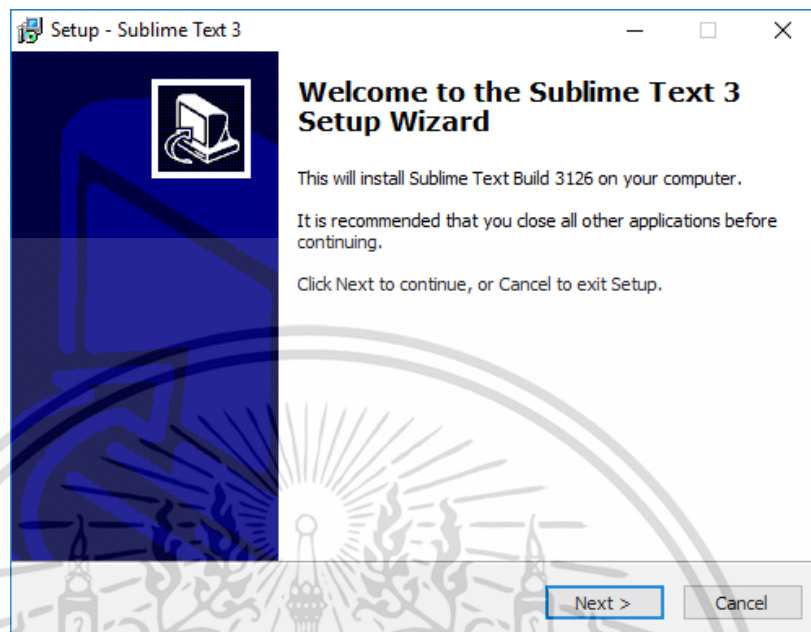 Setup - Sublime Text 3
Welcome to the Sublime Text 3
Setup Wizard
This will install Sublime Text Build 3126 on your computer.
It is recommended that you close all other applications before
continuing.
Click Next to continue, or Cancel to exit Setup.
Next >
Cancel